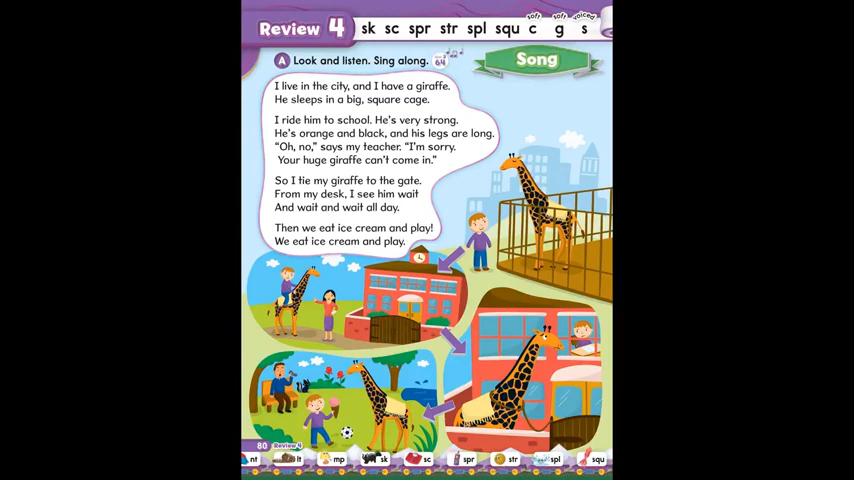 Review 4 sk sc spr str spl squ c g s
soft soft voiced
A Look and listen. Sing along. 64
Song
I live in the city, and I have a giraffe.
He sleeps in a big, square cage.
I ride him to school. He's very strong.
He's orange and black, and his legs are long.
"Oh, no," says my teacher. "I'm sorry.
Your huge giraffe can't come in."
So I tie my giraffe to the gate.
From my desk, I see him wait
And wait and wait all day.
Then we eat ice cream and play!
We eat ice cream and play.
80 Review 4
nt lt mp sk sc spr str spl squ